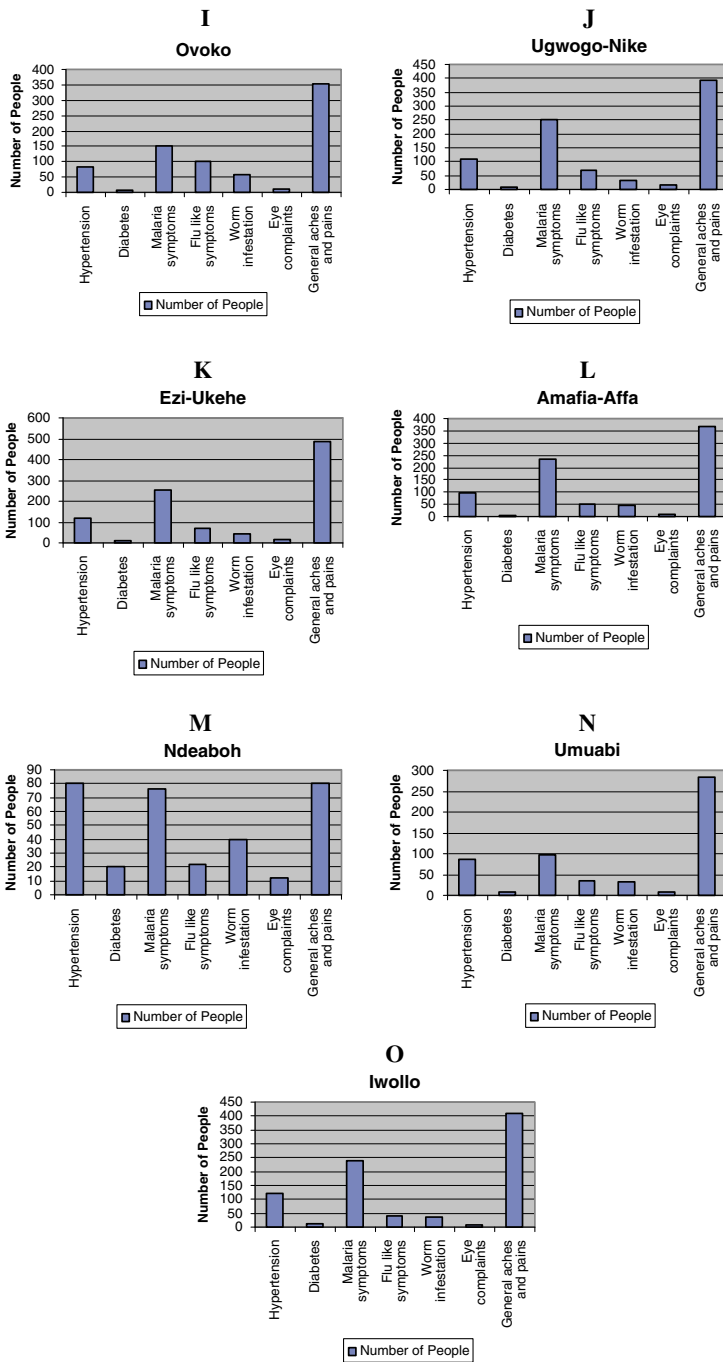 I
Ovoko
Number of People
400
350
300
250
200
150
100
50
0
Hypertension
Diabetes
Malaria
symptoms
Flu like
symptoms
Worm
infestation
Eye
complaints
General aches
and pains
Number of People
J
Ugwogo-Nike
Number of People
450
400
350
300
250
200
150
100
50
0
Hypertension
Diabetes
Malaria
symptoms
Flu like
symptoms
Worm
infestation
Eye
complaints
General aches
and pains
Number of People
K
Ezi-Ukehe
Number of People
600
500
400
300
200
100
0
Hypertension
Diabetes
Malaria
symptoms
Flu like
symptoms
Worm
infestation
Eye
complaints
General aches
and pains
Number of People
L
Amafia-Affa
Number of People
400
350
300
250
200
150
100
50
0
Hypertension
Diabetes
Malaria
symptoms
Flu like
symptoms
Worm
infestation
Eye
complaints
General aches
and pains
Number of People
M
Ndeaboh
Number of People
90
80
70
60
50
40
30
20
10
0
Hypertension
Diabetes
Malaria
symptoms
Flu like
symptoms
Worm
infestation
Eye
complaints
General aches
and pains
Number of People
N
Umuabi
Number of People
300
250
200
150
100
50
0
Hypertension
Diabetes
Malaria
symptoms
Flu like
symptoms
Worm
infestation
Eye
complaints
General aches
and pains
Number of People
O
Iwollo
Number of People
450
400
350
300
250
200
150
100
50
0
Hypertension
Diabetes
Malaria
symptoms
Flu like
symptoms
Worm
infestation
Eye
complaints
General aches
and pains
Number of People